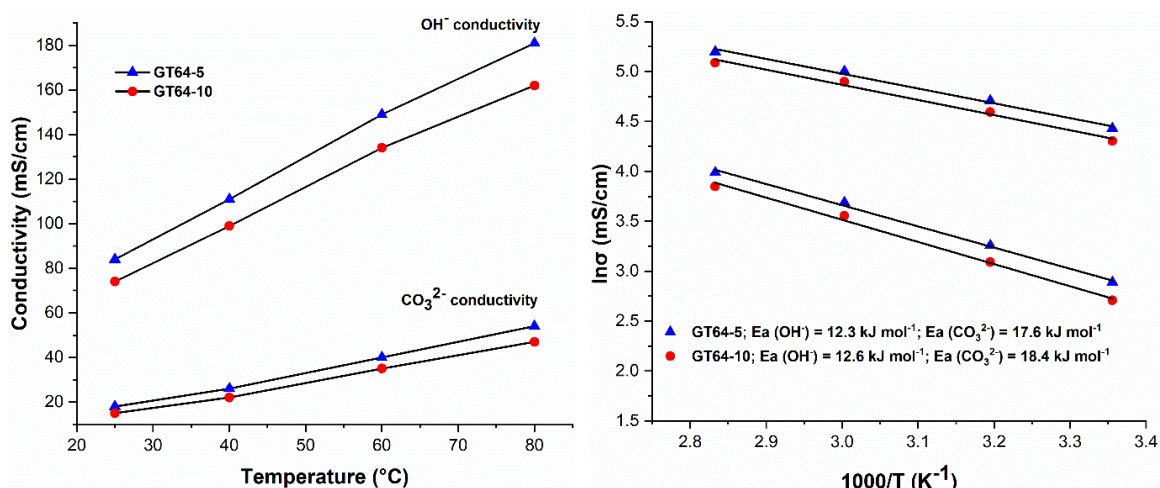 OH⁻ conductivity
GT64-5
GT64-10
CO₃²⁻ conductivity
Conductivity (mS/cm)
180
160
140
120
100
80
60
40
20
20 30 40 50 60 70 80
Temperature (°C)
lnσ (mS/cm)
5.5
5.0
4.5
4.0
3.5
3.0
2.5
2.0
1.5
GT64-5; Ea (OH⁻) = 12.3 kJ mol⁻¹; Ea (CO₃²⁻) = 17.6 kJ mol⁻¹
GT64-10; Ea (OH⁻) = 12.6 kJ mol⁻¹; Ea (CO₃²⁻) = 18.4 kJ mol⁻¹
2.8 2.9 3.0 3.1 3.2 3.3 3.4
1000/T (K⁻¹)